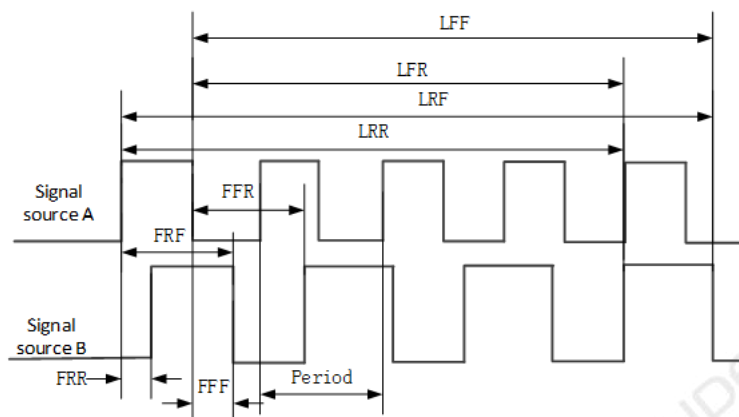 LFF
LFR
LRF
LRR
Signal
source A
FFR
FRF
Signal
source B
FRR
FFF
Period